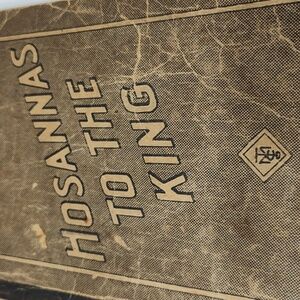 HOSANNAS
TO THE
KING